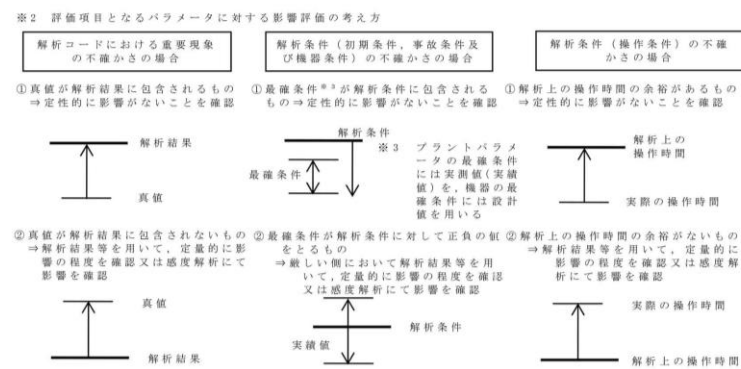 ※2 評価項目となるパラメータに対する影響評価の考え方
解析コードにおける重要現象
の不確かさの場合
①真値が解析結果に包含されるもの
⇒定性的に影響がないことを確認
解析結果
真値
②真値が解析結果に包含されないもの
⇒解析結果等を用いて，定量的に影
響の程度を確認又は感度解析にて
影響を確認
真値
解析結果
解析条件（初期条件，事故条件及
び機器条件）の不確かさの場合
①最確条件※3が解析条件に包含される
もの⇒定性的に影響がないことを確認
解析条件
最確条件
※3 プラントパラメ
ータの最確条件
には実測値(実績
値)を，機器の最
確条件には設計
値を用いる
②最確条件が解析条件に対して正負の値
をとるもの
⇒厳しい側において解析結果等を用
いて，定量的に影響の程度を確認
又は感度解析にて影響を確認
解析条件
実績値
解析条件（操作条件）の不確
かさの場合
①解析上の操作時間の余裕があるもの
⇒定性的に影響がないことを確認
解析上の
操作時間
実際の操作時間
②解析上の操作時間の余裕がないもの
⇒解析結果等を用いて，定量的に
影響の程度を確認又は感度解
析にて影響を確認
実際の操作時間
解析上の操作時間